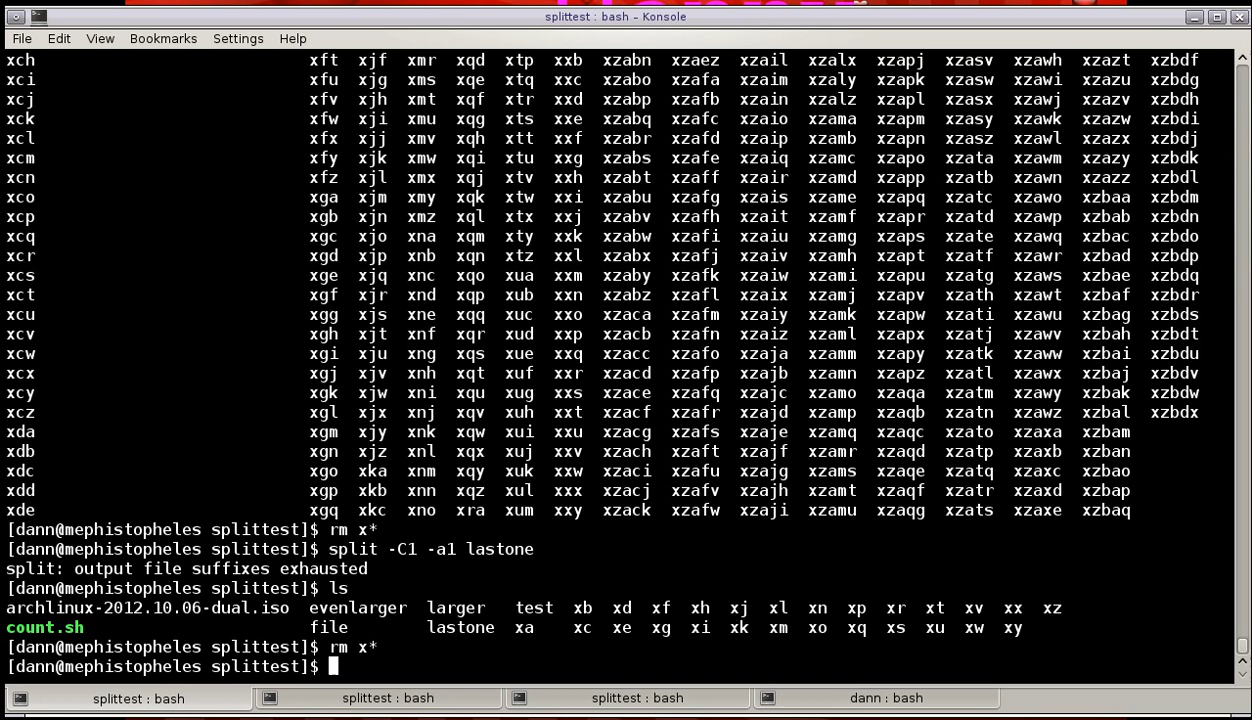 splittest : bash – Konsole
File Edit View Bookmarks Settings Help
xch xft xjf xmr xqd xtp xxb xzabn xzaez xzail xzalx xzapj xzasv xzawh xzazt xzbdf
xci xfu xjg xms xqe xtq xxc xzabo xzafa xzaim xzaly xzapk xzasw xzawi xzazu xzbdg
xcj xfv xjh xmt xqf xtr xxd xzabp xzafb xzain xzalz xzapl xzasx xzawj xzazv xzbdh
xck xfw xji xmu xqg xts xxe xzabq xzafc xzaio xzama xzapm xzasy xzawk xzazw xzbdi
xcl xfx xjj xmv xqh xtt xxf xzabr xzafd xzaip xzamb xzapn xzasz xzawl xzazx xzbdj
xcm xfy xjk xmw xqi xtu xxg xzabs xzafe xzaiq xzamc xzapo xzata xzawm xzazy xzbdk
xcn xfz xjl xmx xqj xtv xxh xzabt xzaff xzair xzamd xzapp xzatb xzawn xzazz xzbdl
xco xga xjm xmy xqk xtw xxi xzabu xzafg xzais xzame xzapq xzatc xzawo xzbaa xzbdm
xcp xgb xjn xmz xql xtx xxj xzabv xzafh xzait xzamf xzapr xzatd xzawp xzbab xzbdn
xcq xgc xjo xna xqm xty xxk xzabw xzafi xzaiu xzamg xzaps xzate xzawq xzbac xzbdo
xcr xgd xjp xnb xqn xtz xxl xzabx xzafj xzaiv xzamh xzapt xzatf xzawr xzbad xzbdp
xcs xge xjq xnc xqo xua xxm xzaby xzafk xzaiw xzami xzapu xzatg xzaws xzbae xzbdq
xct xgf xjr xnd xqp xub xxn xzabz xzafl xzaix xzamj xzapv xzath xzawt xzbaf xzbdr
xcu xgg xjs xne xqq xuc xxo xzaca xzafm xzaiy xzamk xzapw xzati xzawu xzbag xzbds
xcv xgh xjt xnf xqr xud xxp xzacb xzafn xzaiz xzaml xzapx xzatj xzawv xzbah xzbdt
xcw xgi xju xng xqs xue xxq xzacc xzafo xzaja xzamm xzapy xzatk xzaww xzbai xzbdu
xcx xgj xjv xnh xqt xuf xxr xzacd xzafp xzajb xzamn xzapz xzatl xzawx xzbaj xzbdv
xcy xgk xjw xni xqu xug xxs xzace xzafq xzajc xzamo xzaqa xzatm xzawy xzbak xzbdw
xcz xgl xjx xnj xqv xuh xxt xzacf xzafr xzajd xzamp xzaqb xzatn xzawz xzbal xzbdx
xda xgm xjy xnk xqw xui xxu xzacg xzafs xzaje xzamq xzaqc xzato xzaxa xzbam
xdb xgn xjz xnl xqx xuj xxv xzach xzaft xzajf xzamr xzaqd xzatp xzaxb xzban
xdc xgo xka xnm xqy xuk xxw xzaci xzafu xzajg xzams xzaqe xzatq xzaxc xzbao
xdd xgp xkb xnn xqz xul xxx xzacj xzafv xzajh xzamt xzaqf xzatr xzaxd xzbap
xde xgq xkc xno xra xum xxy xzack xzafw xzaji xzamu xzaqg xzats xzaxe xzbaq
[dann@mephistopheles splittest]$ rm x*
[dann@mephistopheles splittest]$ split -C1 -a1 lastone
split: output file suffixes exhausted
[dann@mephistopheles splittest]$ ls
archlinux-2012.10.06-dual.iso evenlarger larger test xb xd xf xh xj xl xn xp xr xt xv xx xz
count.sh file lastone xa xc xe xg xi xk xm xo xq xs xu xw xy
[dann@mephistopheles splittest]$ rm x*
[dann@mephistopheles splittest]$
splittest : bash splittest : bash splittest : bash dann : bash